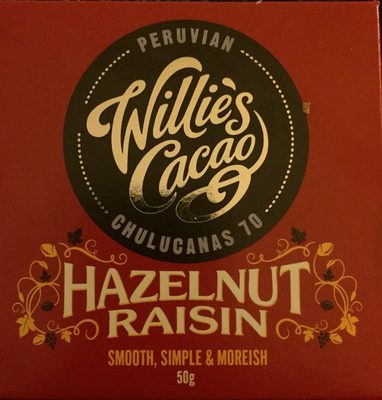 PERUVIAN
Willie's
Cacao
CHULUCANAS 70
HAZELNUT
RAISIN
SMOOTH, SIMPLE & MOREISH
50g